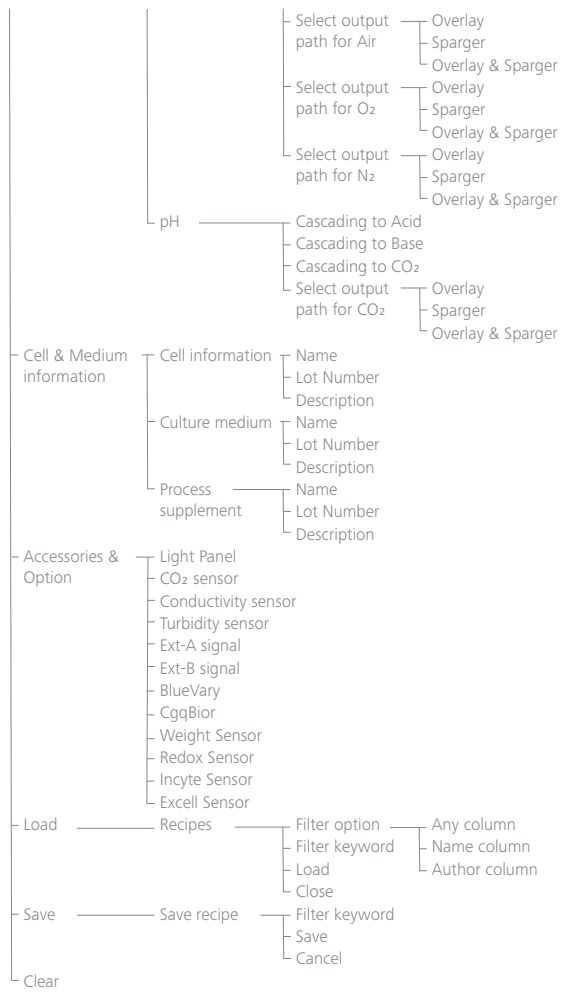 Select output
path for Air
Overlay
Sparger
Overlay & Sparger
Select output
path for O₂
Overlay
Sparger
Overlay & Sparger
Select output
path for N₂
Overlay
Sparger
Overlay & Sparger
pH
Cascading to Acid
Cascading to Base
Cascading to CO₂
Select output
path for CO₂
Overlay
Sparger
Overlay & Sparger
Cell & Medium
information
Cell information
Name
Lot Number
Description
Culture medium
Name
Lot Number
Description
Process
supplement
Name
Lot Number
Description
Accessories &
Option
Light Panel
CO₂ sensor
Conductivity sensor
Turbidity sensor
Ext-A signal
Ext-B signal
BlueVary
CgqBior
Weight Sensor
Redox Sensor
Incyte Sensor
Excell Sensor
Load
Recipes
Filter option
Any column
Name column
Author column
Filter keyword
Load
Close
Save
Save recipe
Filter keyword
Save
Cancel
Clear